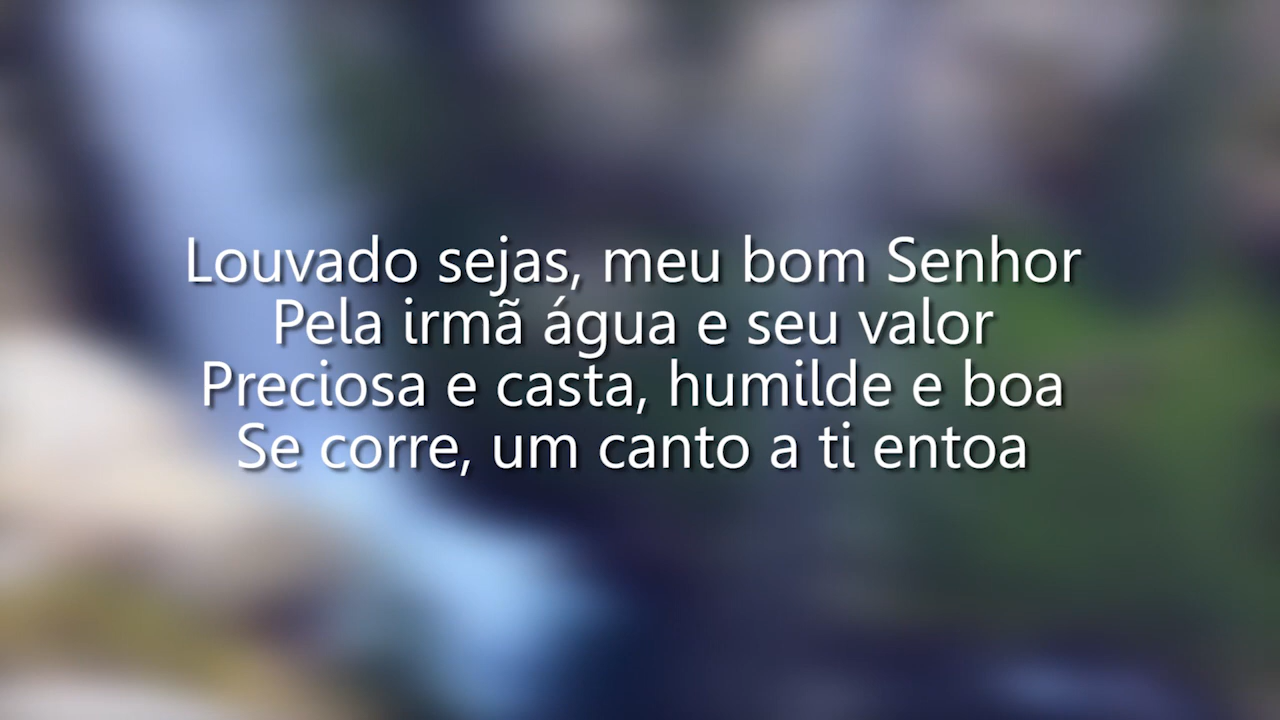 Louvado sejas, meu bom Senhor
Pela irmã água e seu valor
Preciosa e casta, humilde e boa
Se corre, um canto a ti entoa